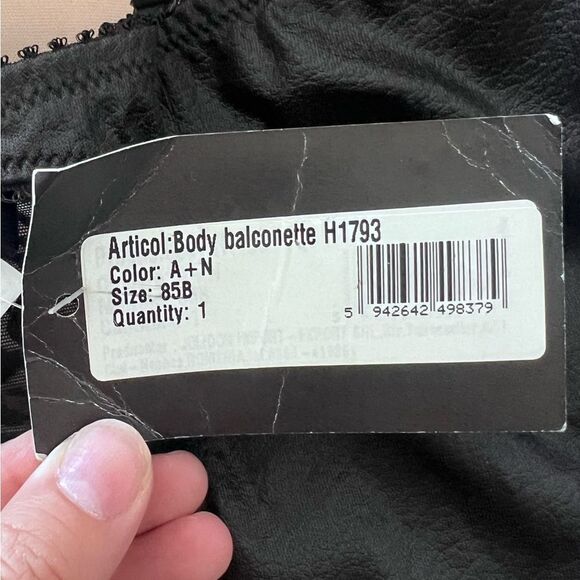 Articol:Body balconette H1793
Color: A+N
Size: 85B
Quantity: 1
5 942642 498379